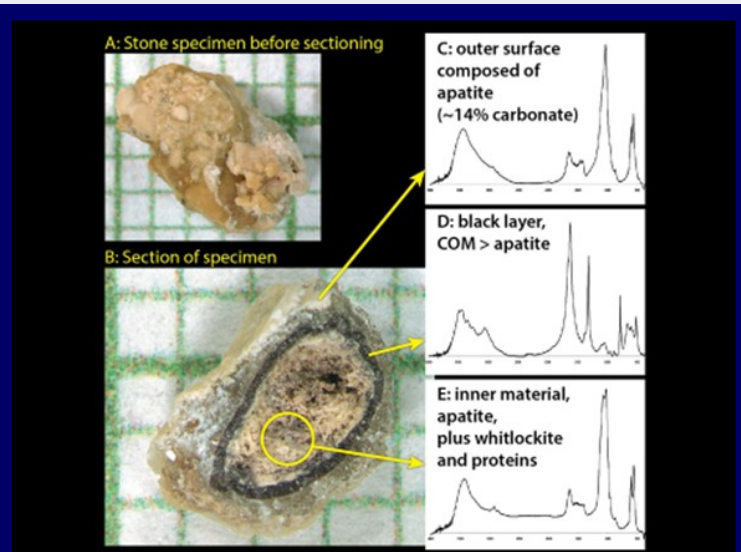 A: Stone specimen before sectioning
B: Section of specimen
C: outer surface
composed of
apatite
(~14% carbonate)
D: black layer,
COM > apatite
E: inner material,
apatite,
plus whitlockite
and proteins